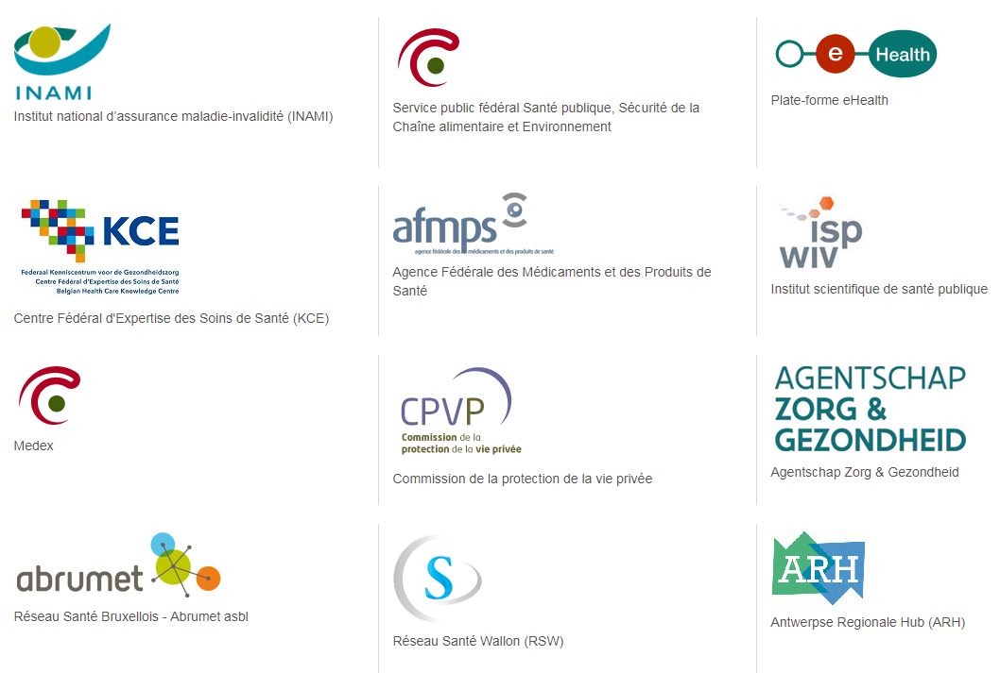 INAMI
Institut national d'assurance maladie-invalidité (INAMI)
Service public fédéral Santé publique, Sécurité de la
Chaîne alimentaire et Environnement
e Health
Plate-forme eHealth
KCE
Federaal Kenniscentrum voor de Gezondheidszorg
Centre Fédéral d'Expertise des Soins de Santé
Belgian Health Care Knowledge Centre
Centre Fédéral d'Expertise des Soins de Santé (KCE)
afmps
agence fédérale des médicaments et des produits de santé
Agence Fédérale des Médicaments et des Produits de
Santé
isp
WIV
Institut scientifique de santé publique
Medex
CPVP
Commission de la
protection de la vie privée
Commission de la protection de la vie privée
AGENTSCHAP
ZORG &
GEZONDHEID
Agentschap Zorg & Gezondheid
abrumet
Réseau Santé Bruxellois - Abrumet asbl
S
Réseau Santé Wallon (RSW)
ARH
Antwerpse Regionale Hub (ARH)